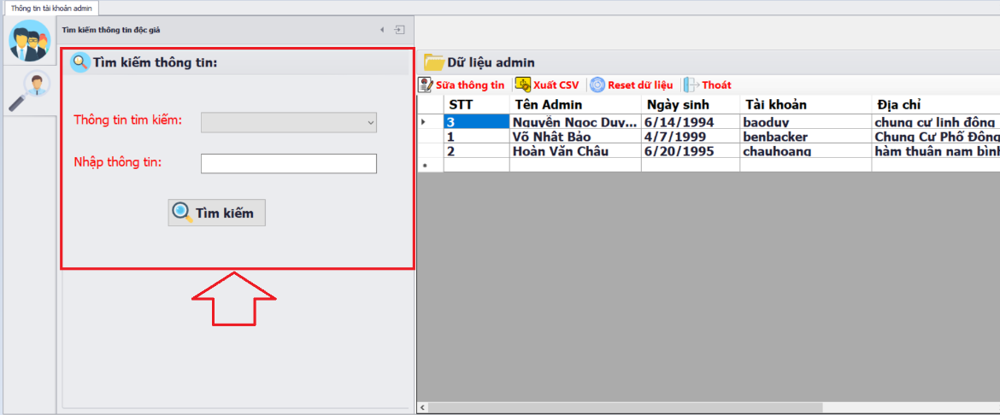 Thông tin tài khoản admin
Tìm kiếm thông tin độc giả
Tìm kiếm thông tin:
Thông tin tìm kiếm:
Nhập thông tin:
Tìm kiếm
Dữ liệu admin
Sữa thông tin Xuất CSV Reset dữ liệu Thoát
STT Tên Admin Ngày sinh Tài khoản Địa chỉ
3 Nguyễn Ngọc Duy... 6/14/1994 baoduy chung cư linh đông
1 Võ Nhật Bảo 4/7/1999 benbacker Chung Cư Phố Đông
2 Hoàn Văn Châu 6/20/1995 chauhoang hàm thuân nam bình